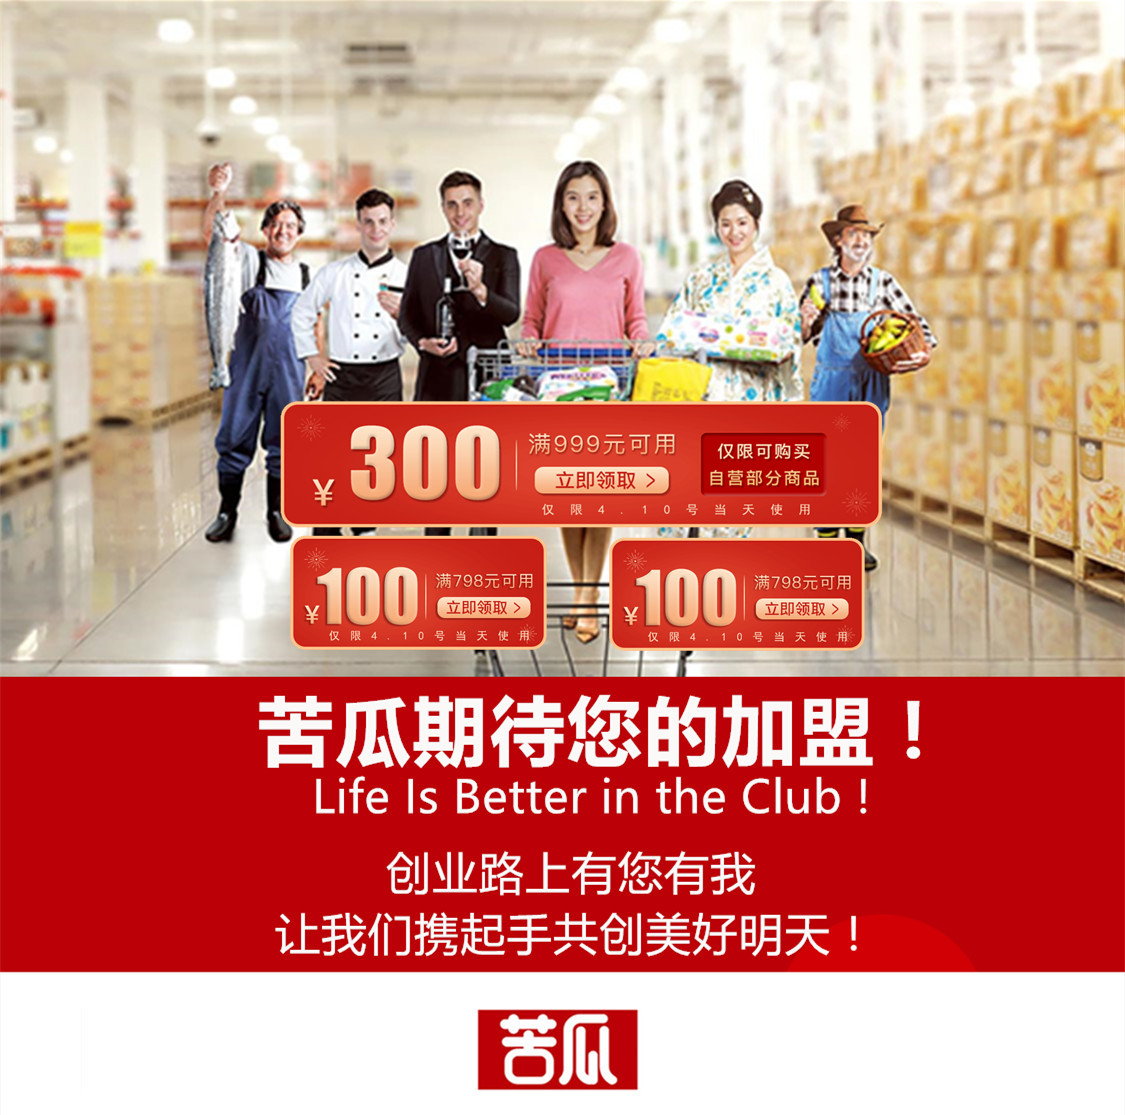 ¥300
满999元可用
立即领取 >
仅限可购买
自营部分商品
仅限4.10号当天使用
¥100
满798元可用
立即领取 >
仅限4.10号当天使用
¥100
满798元可用
立即领取 >
仅限4.10号当天使用
苦瓜期待您的加盟！
Life Is Better in the Club！
创业路上有您有我
让我们携起手共创美好明天！
苦瓜